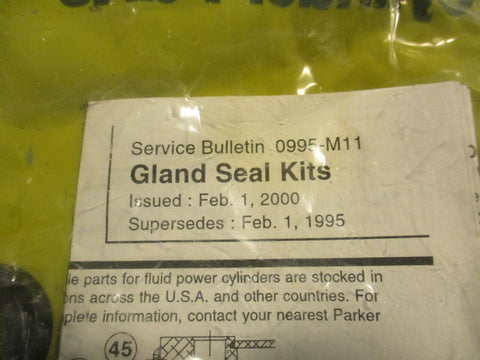 Service Bulletin 0995-M11
Gland Seal Kits
Issued : Feb. 1, 2000
Supersedes : Feb. 1, 1995
le parts for fluid power cylinders are stocked in
ons across the U.S.A. and other countries. For
plete information, contact your nearest Parker
45